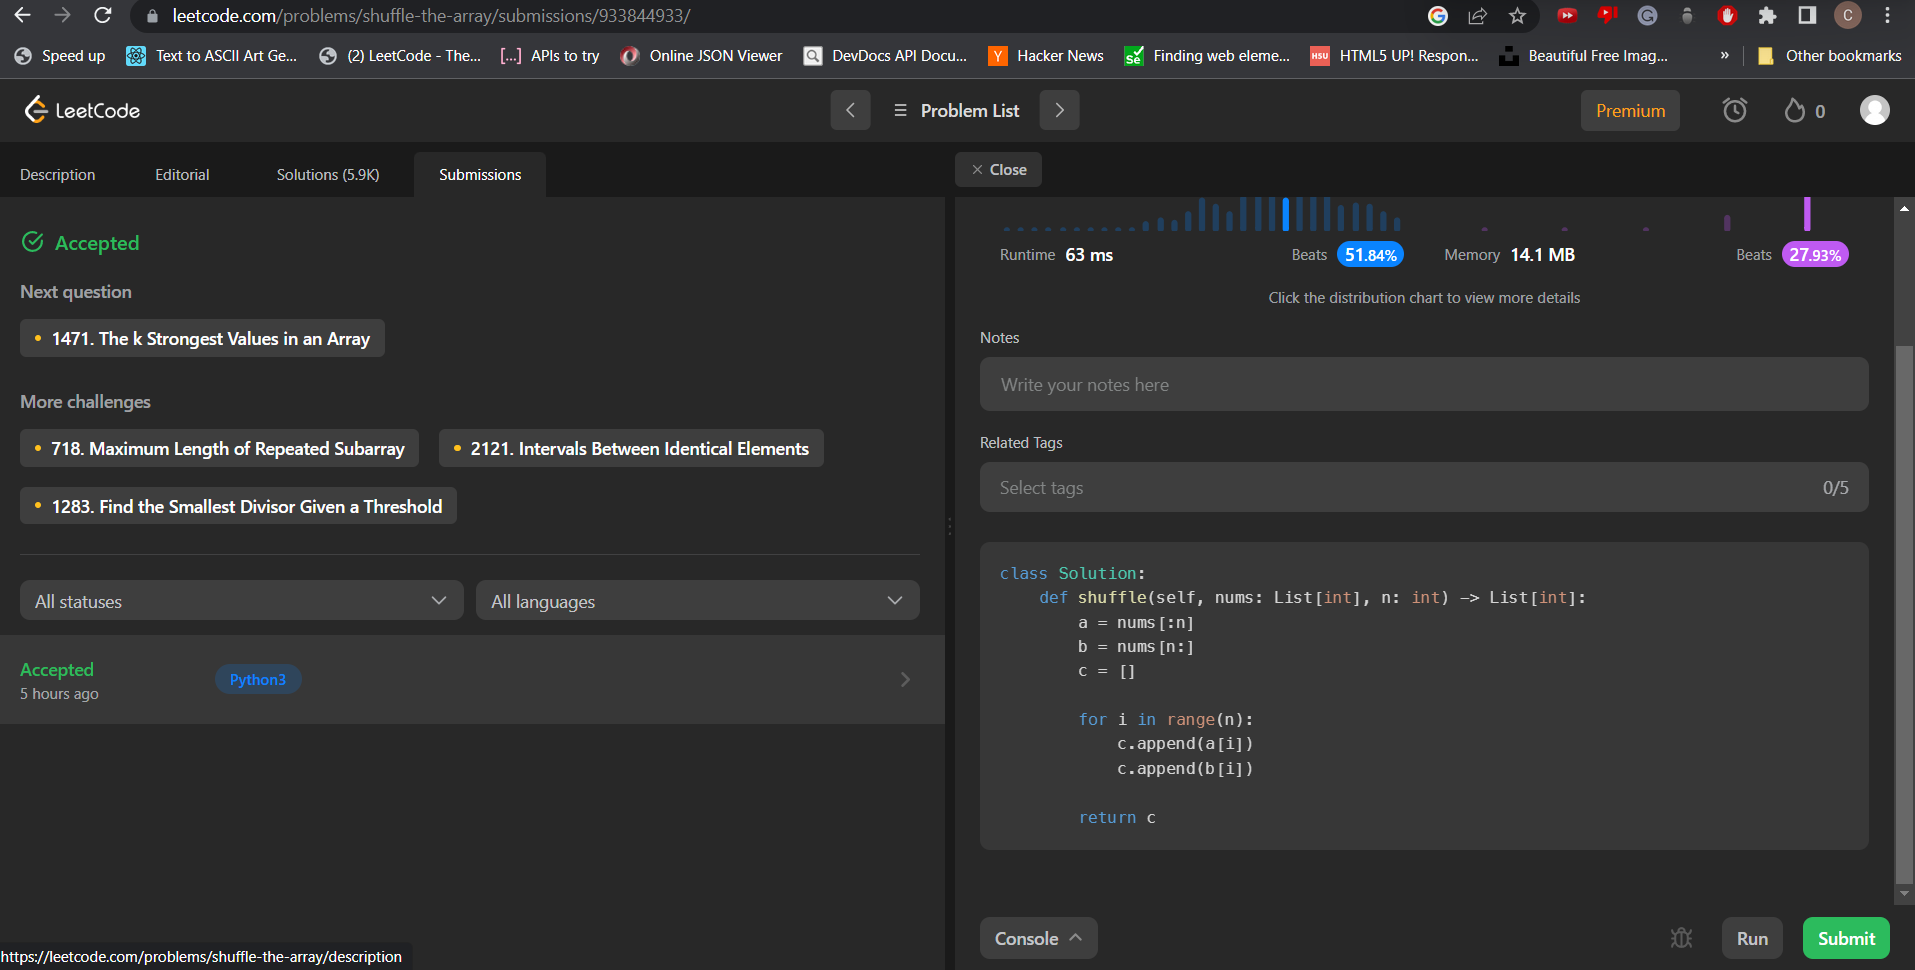 leetcode.com/problems/shuffle-the-array/submissions/933844933/
Speed up
Text to ASCII Art Ge...
(2) LeetCode - The...
[...] APIs to try
Online JSON Viewer
DevDocs API Docu...
Y Hacker News
Se Finding web eleme...
HSU HTML5 UP! Respon...
Beautiful Free Imag...
»
Other bookmarks
C
LeetCode
Problem List
Premium
0
Description
Editorial
Solutions (5.9K)
Submissions
Accepted
Next question
1471. The k Strongest Values in an Array
More challenges
718. Maximum Length of Repeated Subarray
2121. Intervals Between Identical Elements
1283. Find the Smallest Divisor Given a Threshold
All statuses
All languages
Accepted
5 hours ago
Python3
https://leetcode.com/problems/shuffle-the-array/description
Close
Runtime 63 ms
Beats 51.84%
Memory 14.1 MB
Beats 27.93%
Click the distribution chart to view more details
Notes
Write your notes here
Related Tags
Select tags
0/5
class Solution:
    def shuffle(self, nums: List[int], n: int) -> List[int]:
        a = nums[:n]
        b = nums[n:]
        c = []
        for i in range(n):
            c.append(a[i])
            c.append(b[i])
        return c
Console
Run
Submit